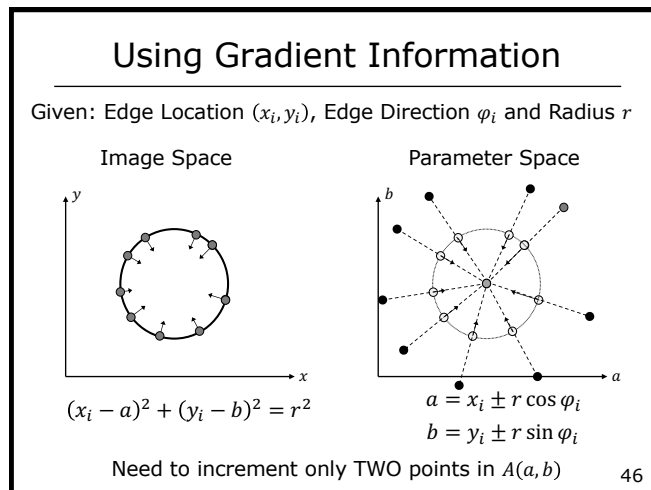 Using Gradient Information
Given: Edge Location (xᵢ, yᵢ), Edge Direction φᵢ and Radius r
Image Space
Parameter Space
y
x
b
a
(xᵢ − a)² + (yᵢ − b)² = r²
a = xᵢ ± r cos φᵢ
b = yᵢ ± r sin φᵢ
Need to increment only TWO points in A(a, b)
46